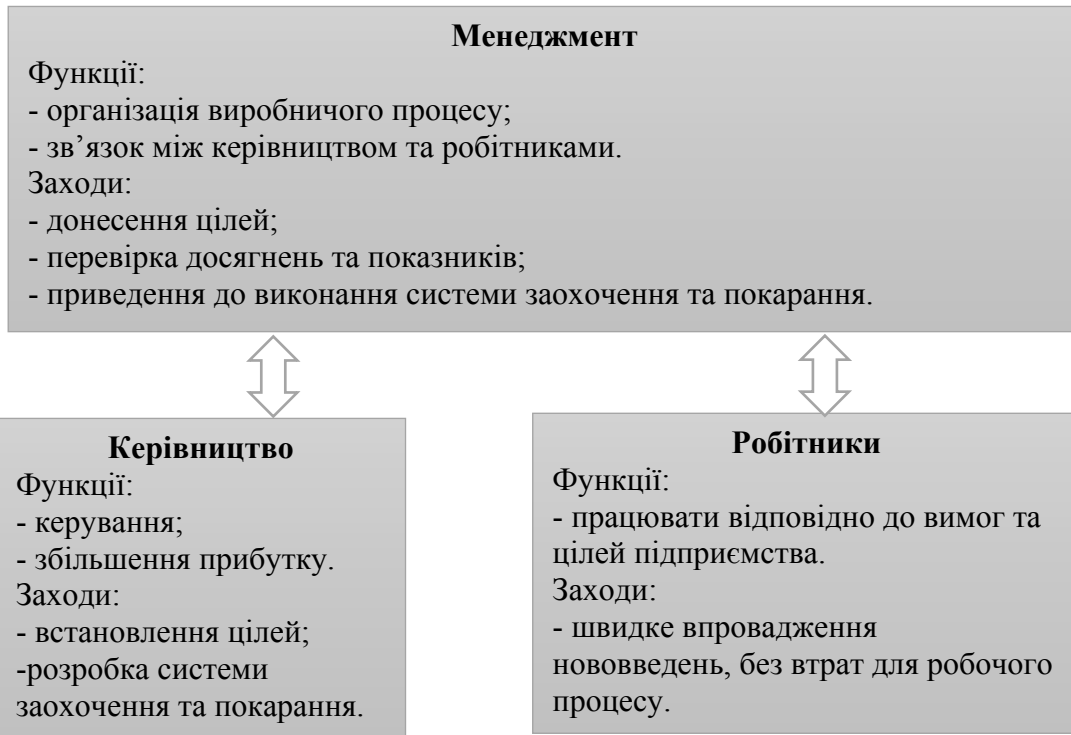 Менеджмент
Функції:
- організація виробничого процесу;
- зв’язок між керівництвом та робітниками.
Заходи:
- донесення цілей;
- перевірка досягнень та показників;
- приведення до виконання системи заохочення та покарання.
Керівництво
Функції:
- керування;
- збільшення прибутку.
Заходи:
- встановлення цілей;
-розробка системи
заохочення та покарання.
Робітники
Функції:
- працювати відповідно до вимог та
цілей підприємства.
Заходи:
- швидке впровадження
нововведень, без втрат для робочого
процесу.